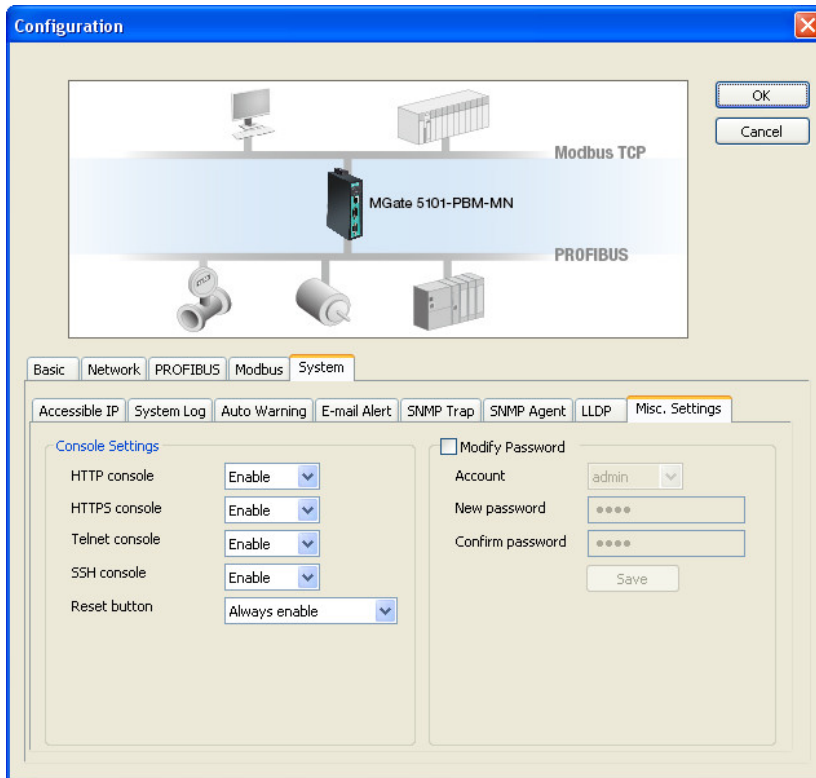 Configuration
OK
Cancel
Modbus TCP
MGate 5101-PBM-MN
PROFIBUS
Basic Network PROFIBUS Modbus System
Accessible IP System Log Auto Warning E-mail Alert SNMP Trap SNMP Agent LLDP Misc. Settings
Console Settings
HTTP console Enable
HTTPS console Enable
Telnet console Enable
SSH console Enable
Reset button Always enable
Modify Password
Account admin
New password ●●●●
Confirm password ●●●●
Save